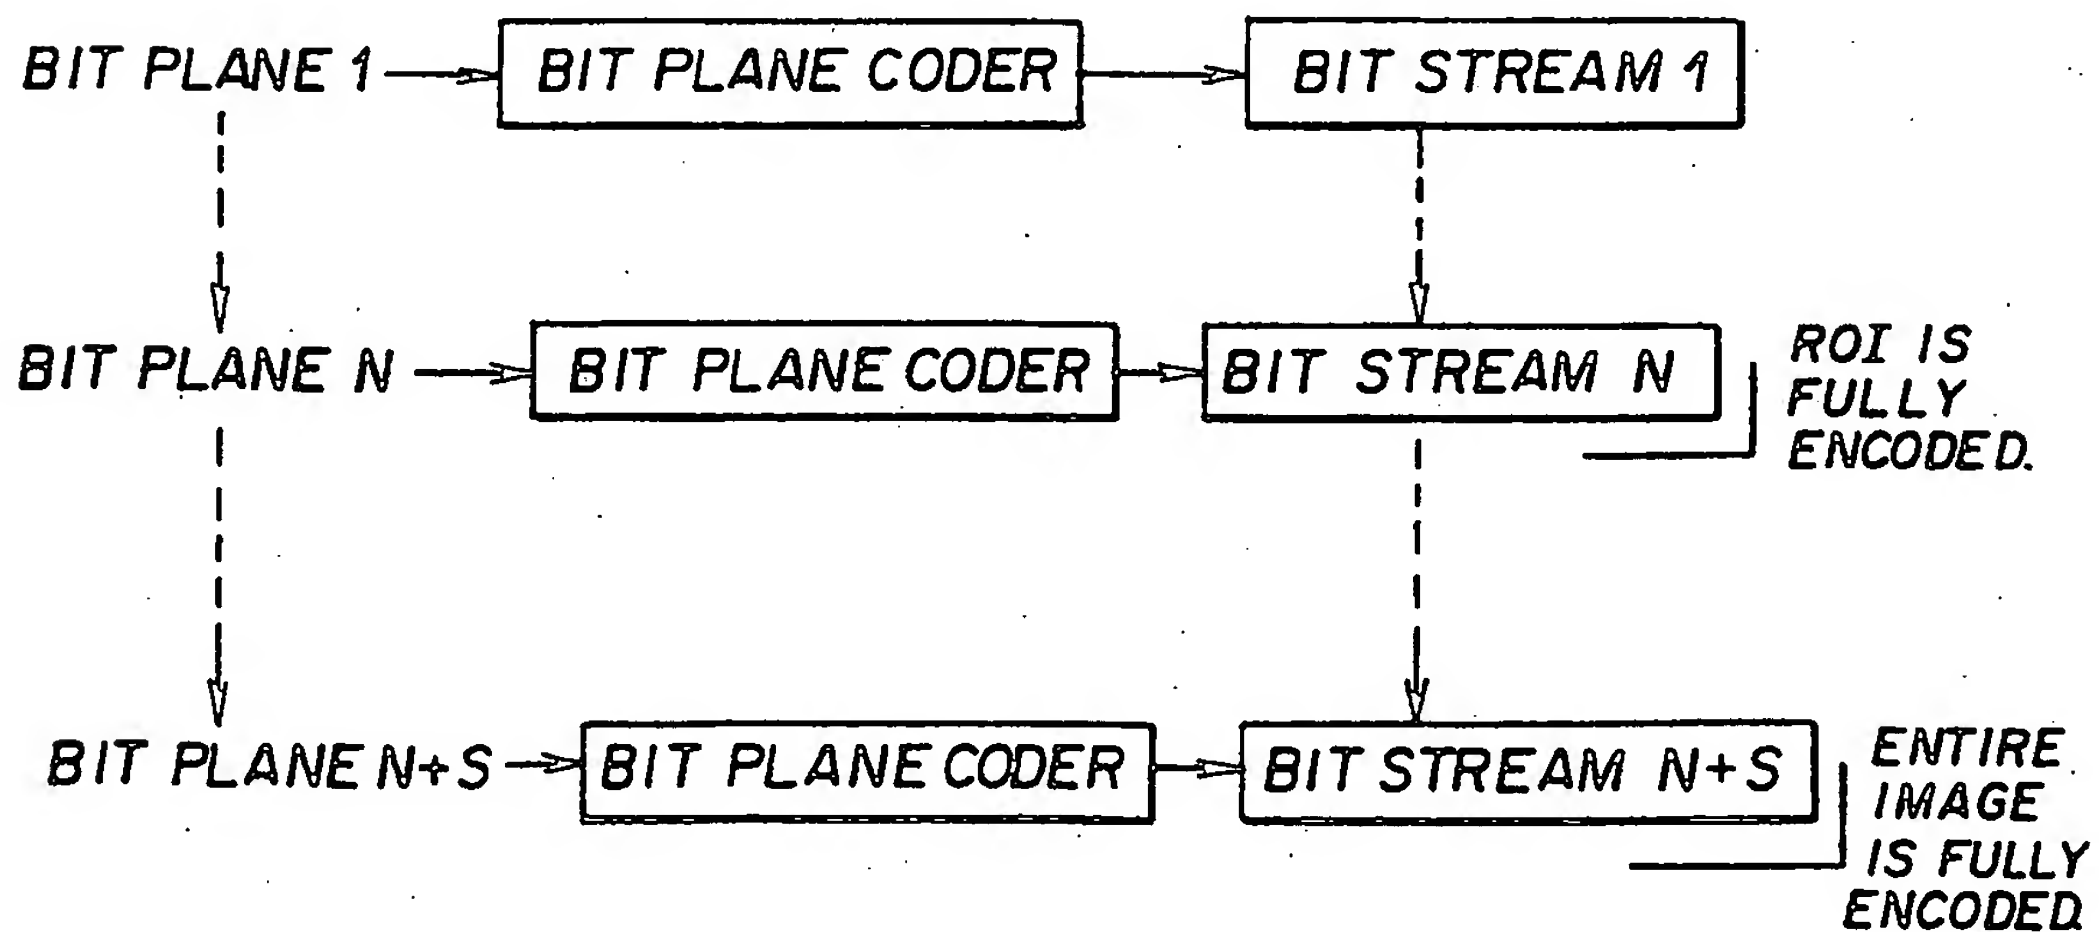 BIT PLANE 1
BIT PLANE CODER
BIT STREAM 1
BIT PLANE N
BIT PLANE CODER
BIT STREAM N
ROI IS
FULLY
ENCODED.
BIT PLANE N+S
BIT PLANE CODER
BIT STREAM N+S
ENTIRE
IMAGE
IS FULLY
ENCODED.